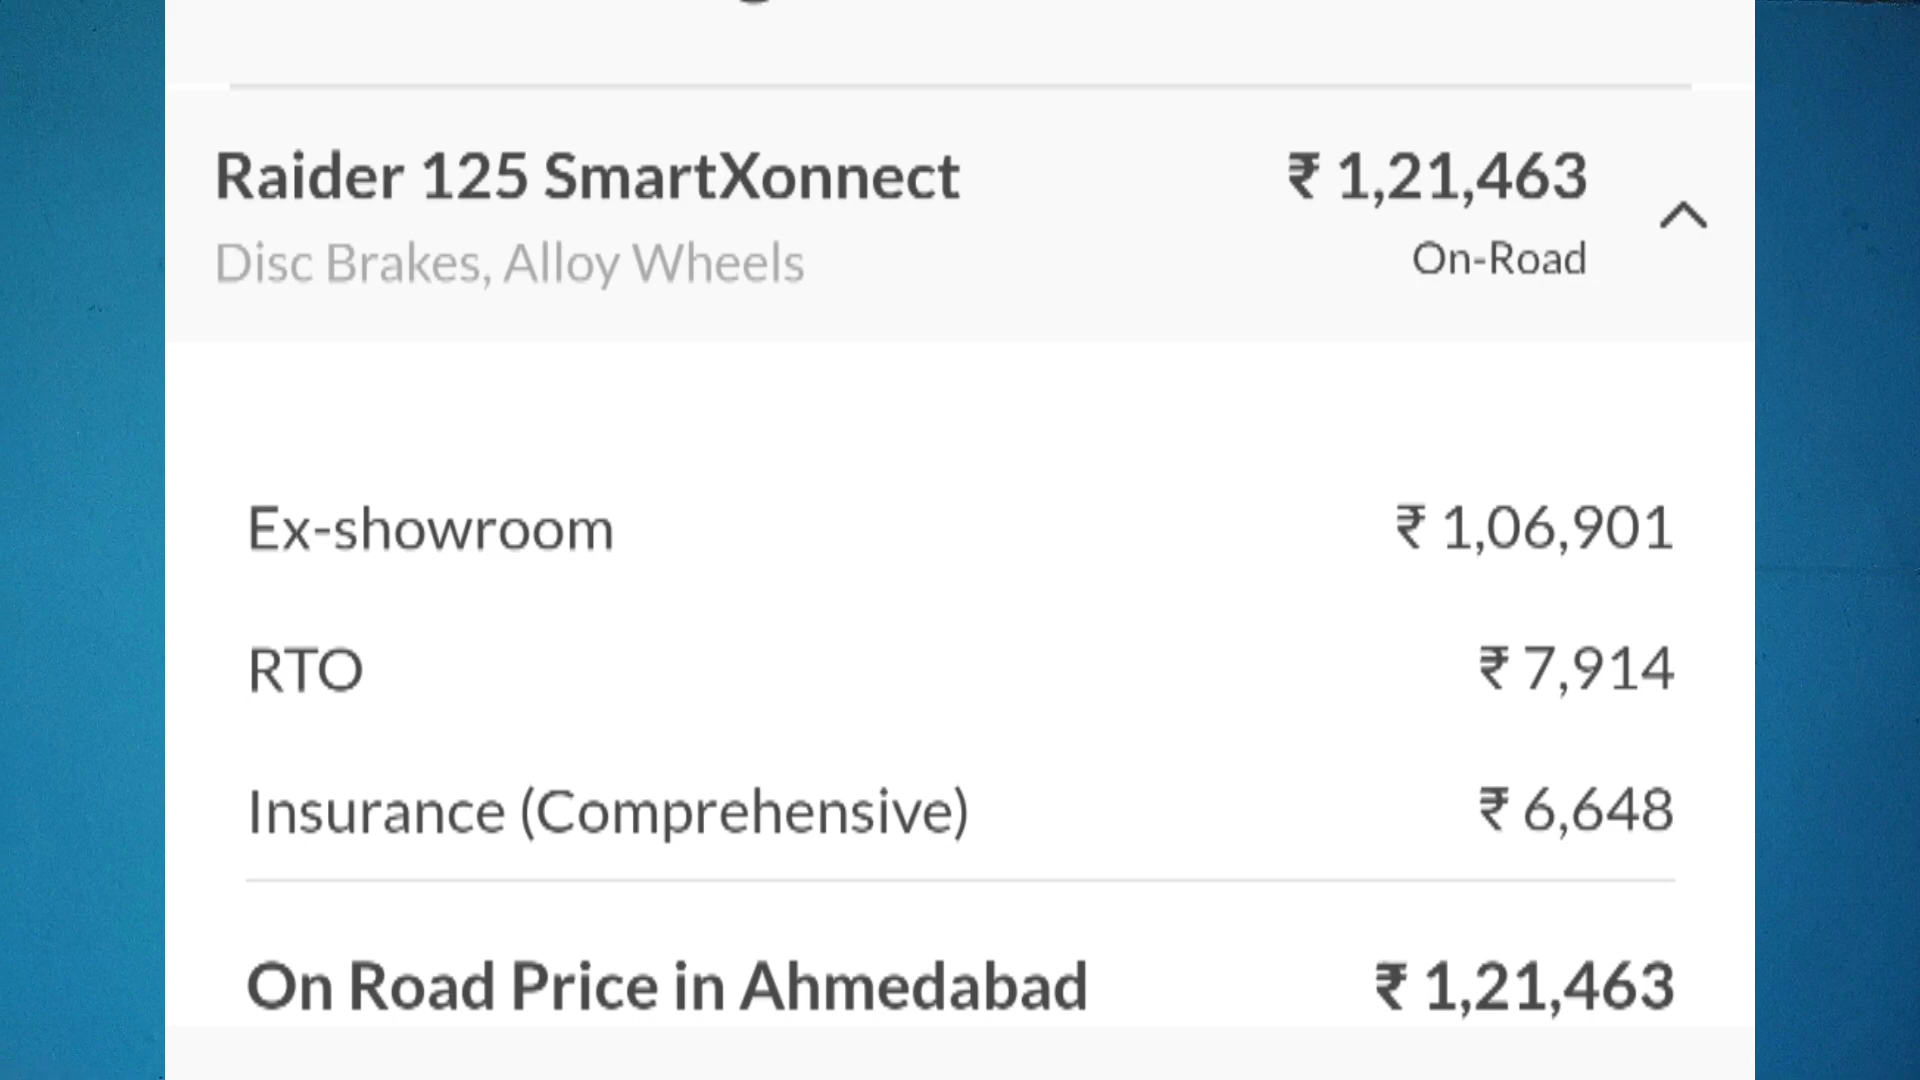 Raider 125 SmartXonnect ₹ 1,21,463
Disc Brakes, Alloy Wheels On-Road
Ex-showroom ₹ 1,06,901
RTO ₹ 7,914
Insurance (Comprehensive) ₹ 6,648
On Road Price in Ahmedabad ₹ 1,21,463